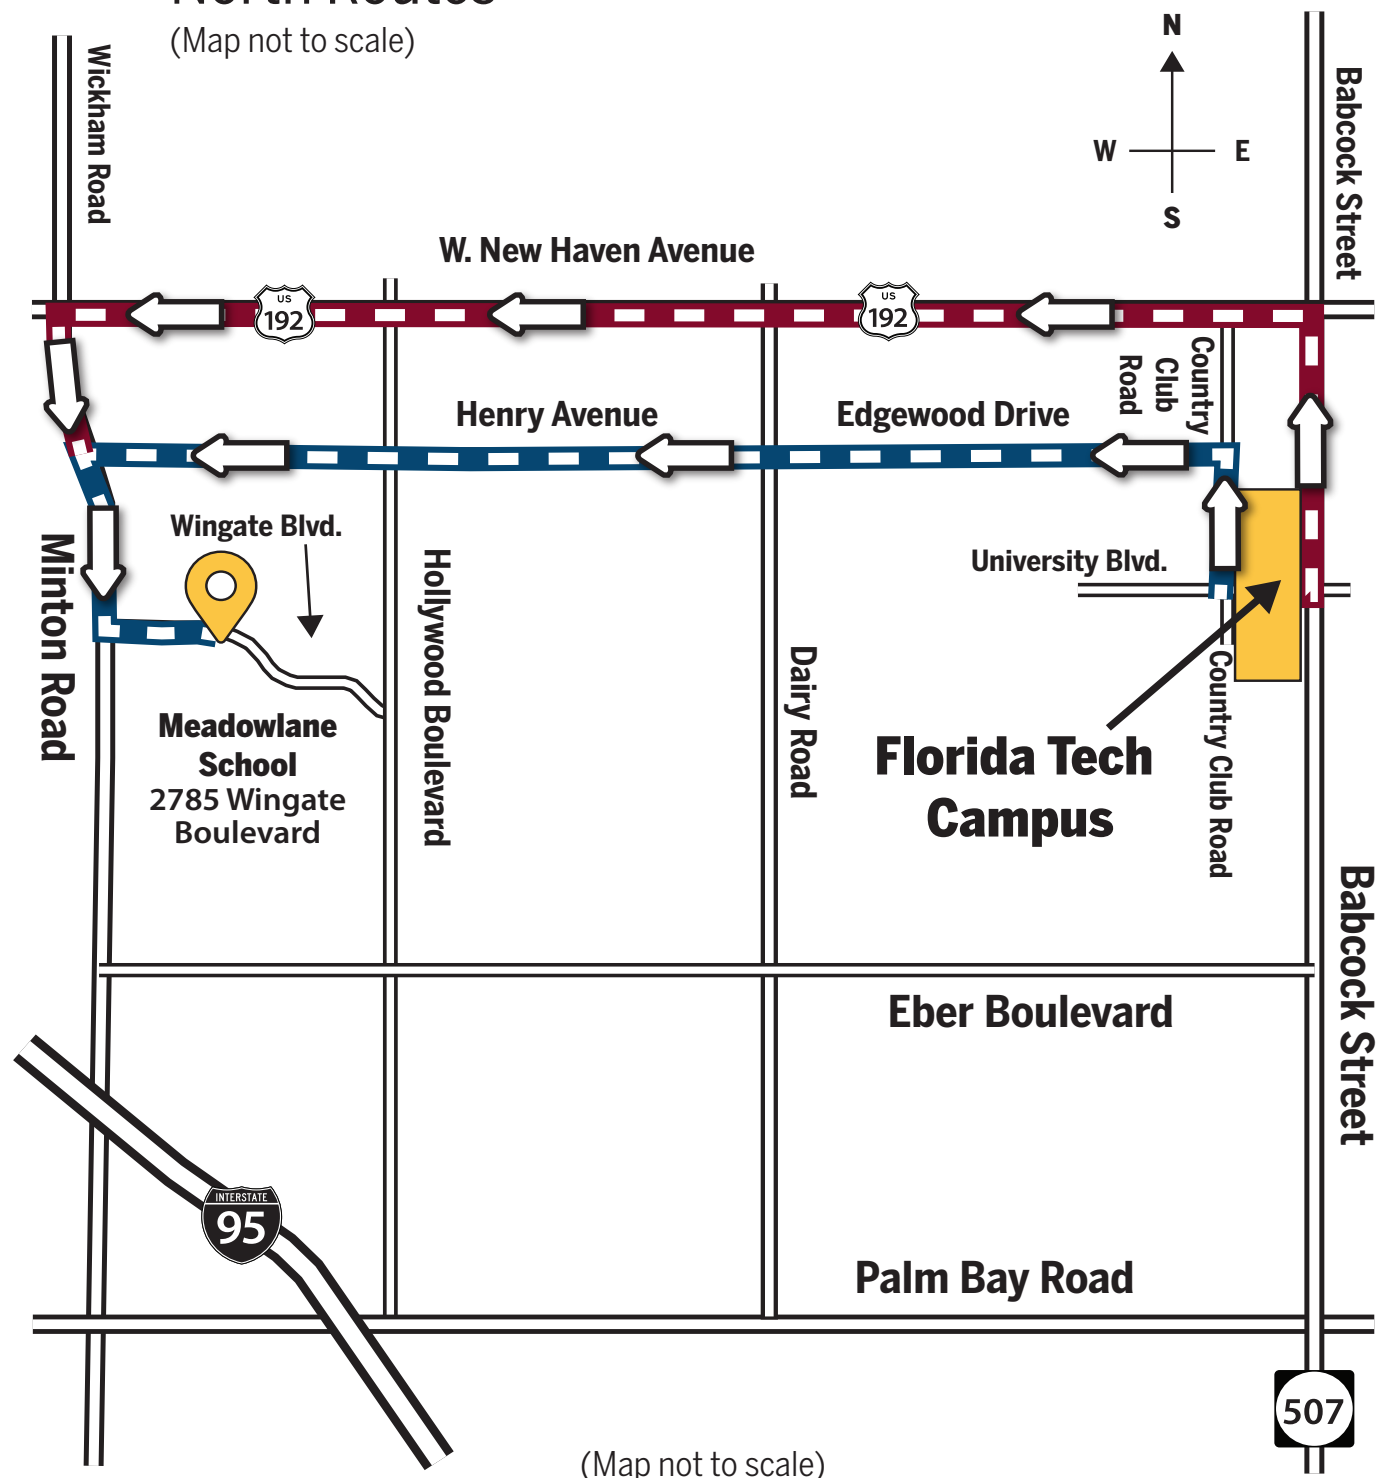 North Routes
(Map not to scale)
N
W
E
S
Wickham Road
Babcock Street
W. New Haven Avenue
US
192
US
192
Country
Club
Road
Henry Avenue
Edgewood Drive
Wingate Blvd.
University Blvd.
Minton Road
Hollywood Boulevard
Dairy Road
Country Club Road
Meadowlane
School
2785 Wingate
Boulevard
Florida Tech
Campus
Babcock Street
Eber Boulevard
INTERSTATE
95
Palm Bay Road
507
(Map not to scale)